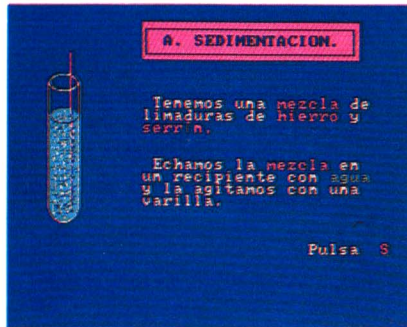 A. SEDIMENTACION.
Tenemos una mezcla de
limaduras de hierro y
serrín.
Echamos la mezcla en
un recipiente con agua
y la agitamos con una
varilla.
Pulsa S